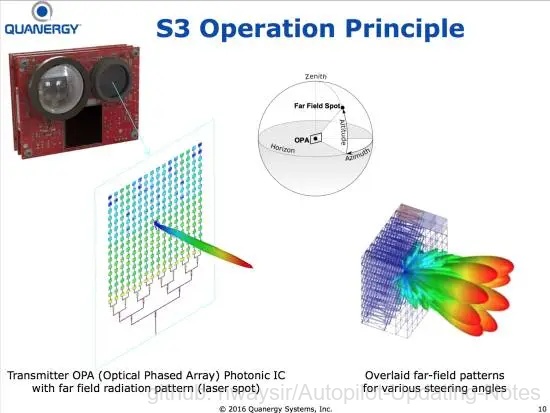 QUANERGY
S3 Operation Principle
Zenith
Far Field Spot
Altitude
OPA
Horizon
Azimuth
Transmitter OPA (Optical Phased Array) Photonic IC
with far field radiation pattern (laser spot)
Overlaid far-field patterns
for various steering angles
github: nwaysir/Autopilot-Updating-Notes
© 2016 Quanergy Systems, Inc.
10